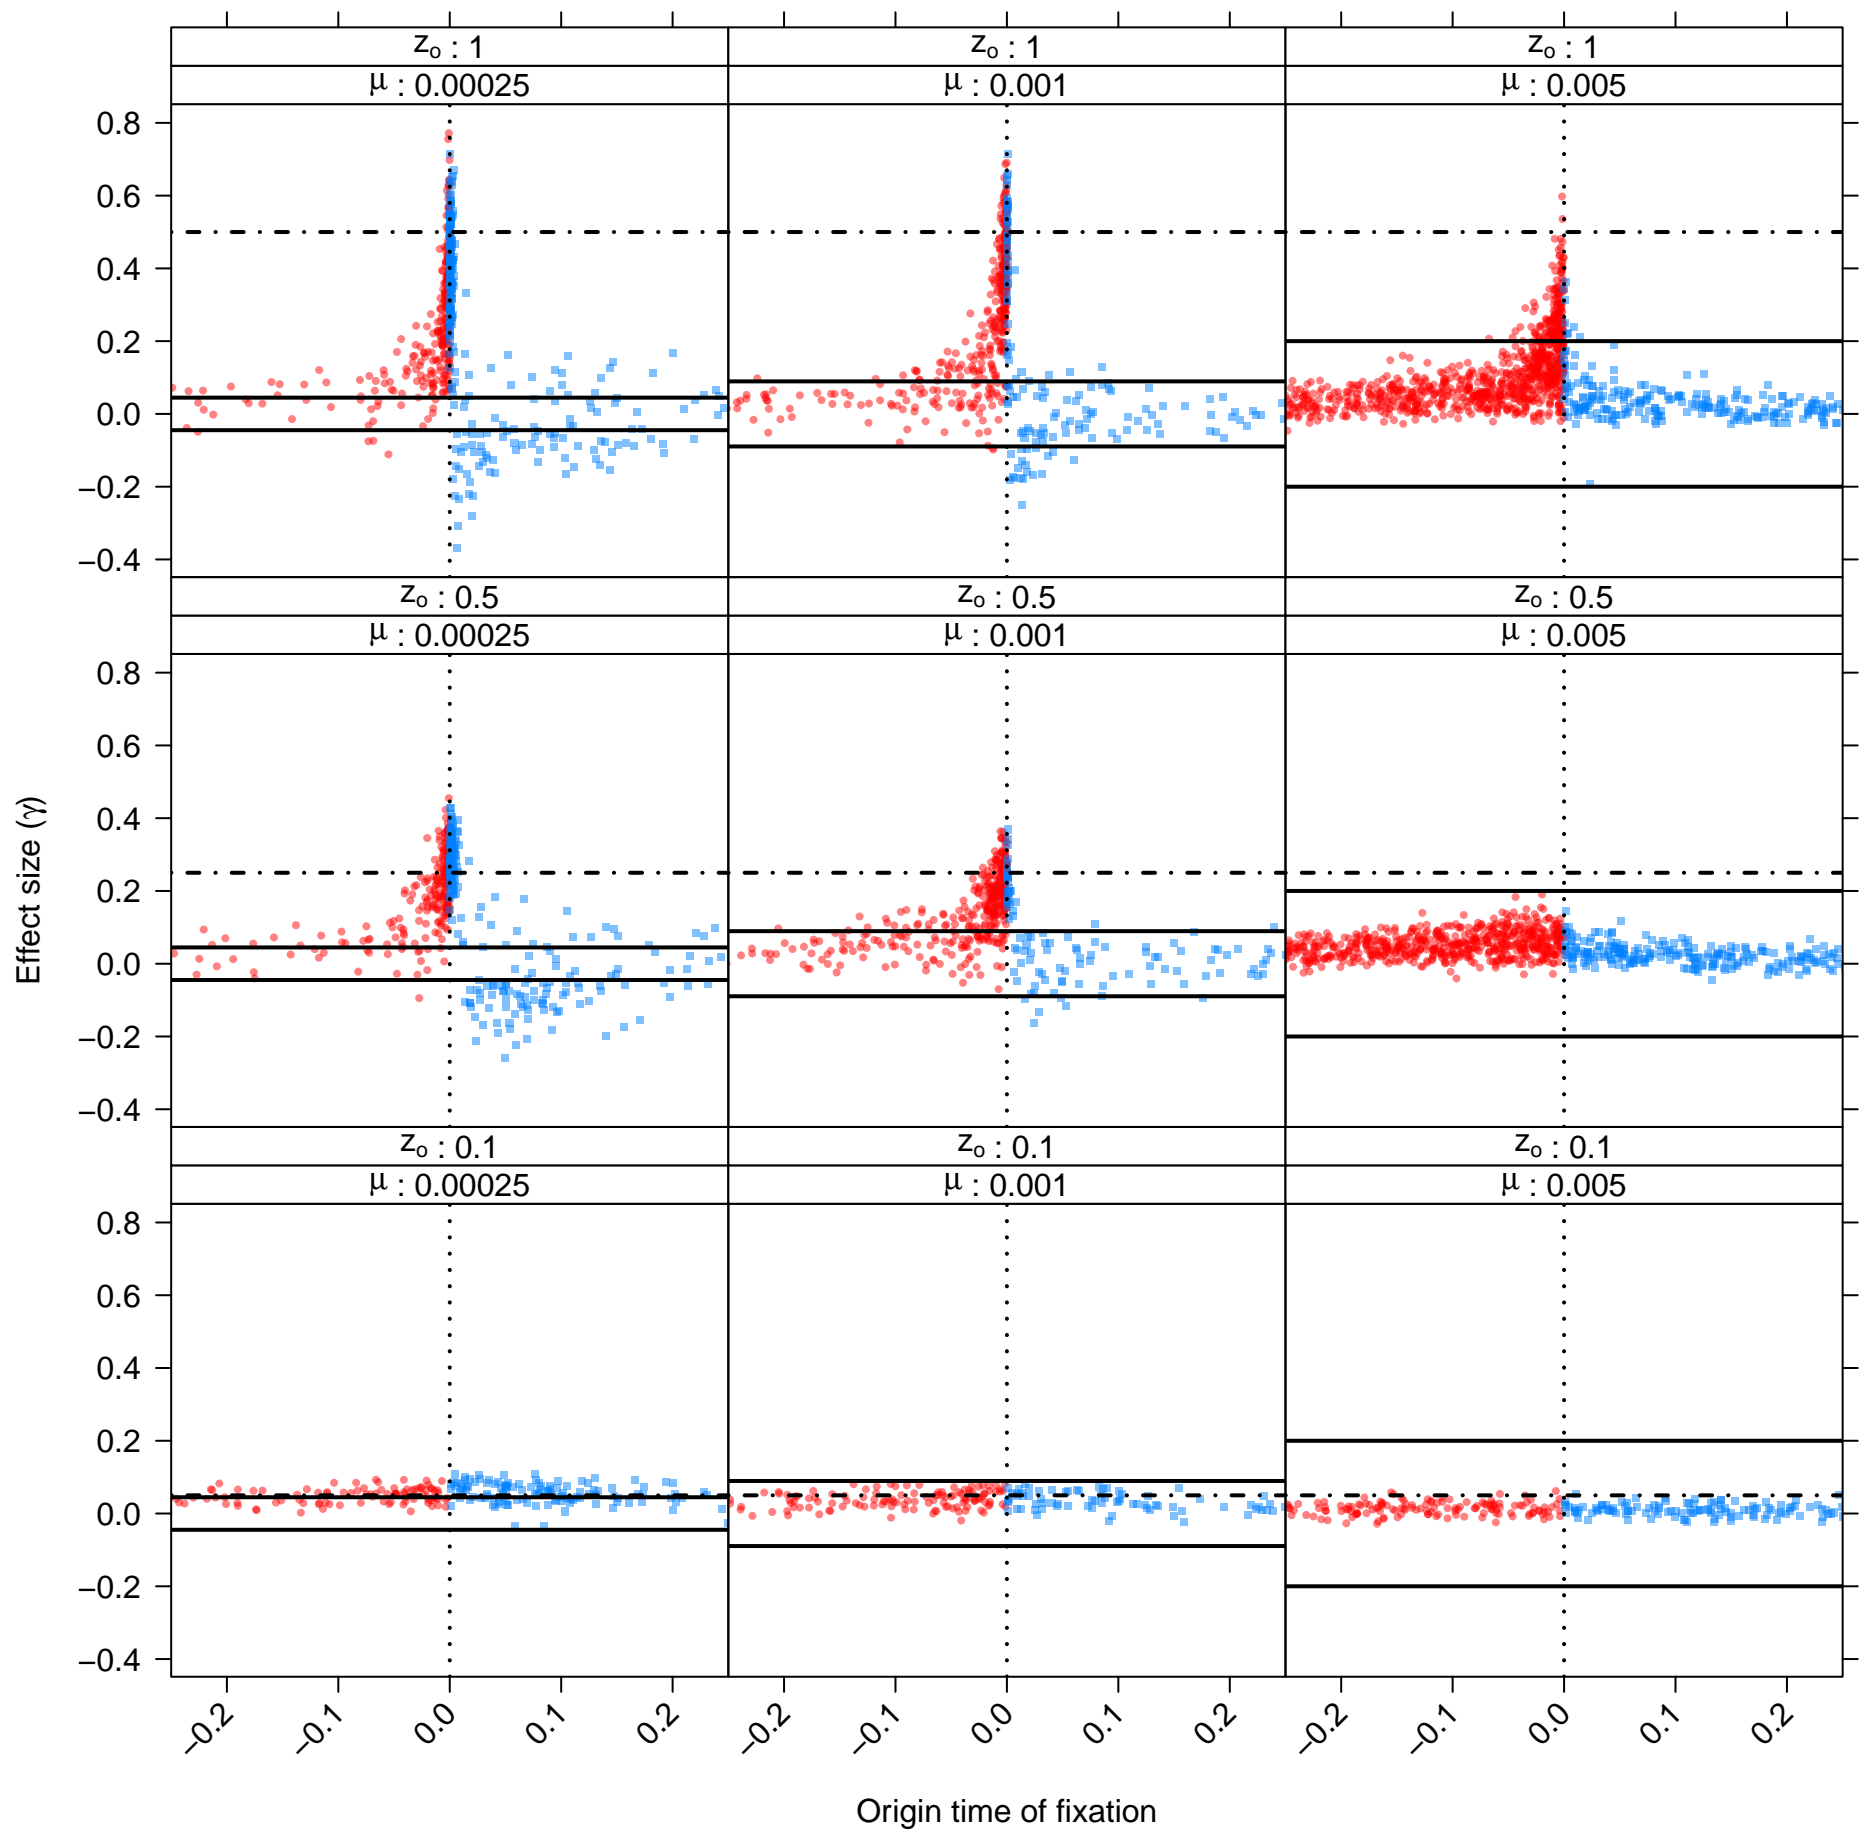 zo : 1 zo : 1 zo : 1
μ : 0.00025 μ : 0.001 μ : 0.005
0.8
0.6
0.4
0.2
0.0
−0.2
−0.4
zo : 0.5 zo : 0.5 zo : 0.5
μ : 0.00025 μ : 0.001 μ : 0.005
0.8
0.6
0.4
0.2
0.0
−0.2
−0.4
Effect size (γ)
zo : 0.1 zo : 0.1 zo : 0.1
μ : 0.00025 μ : 0.001 μ : 0.005
0.8
0.6
0.4
0.2
0.0
−0.2
−0.4
−0.2 −0.1 0.0 0.1 0.2 −0.2 −0.1 0.0 0.1 0.2 −0.2 −0.1 0.0 0.1 0.2
Origin time of fixation